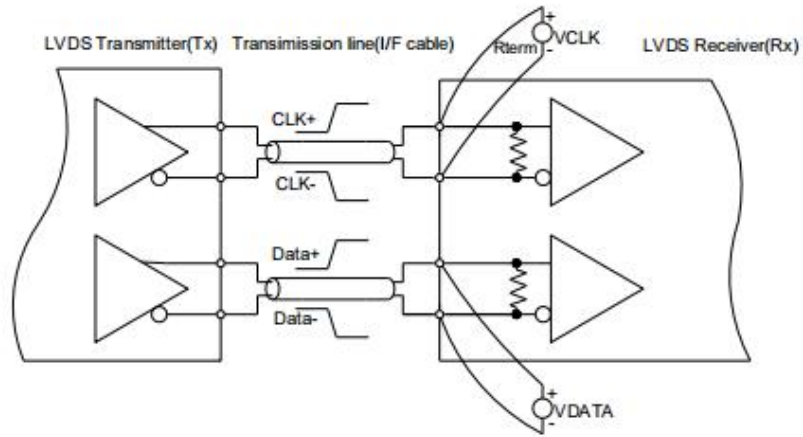 LVDS Transmitter(Tx)
Transimission line(I/F cable)
+
Rterm
VCLK
-
LVDS Receiver(Rx)
CLK+
CLK-
Data+
Data-
+
VDATA
-